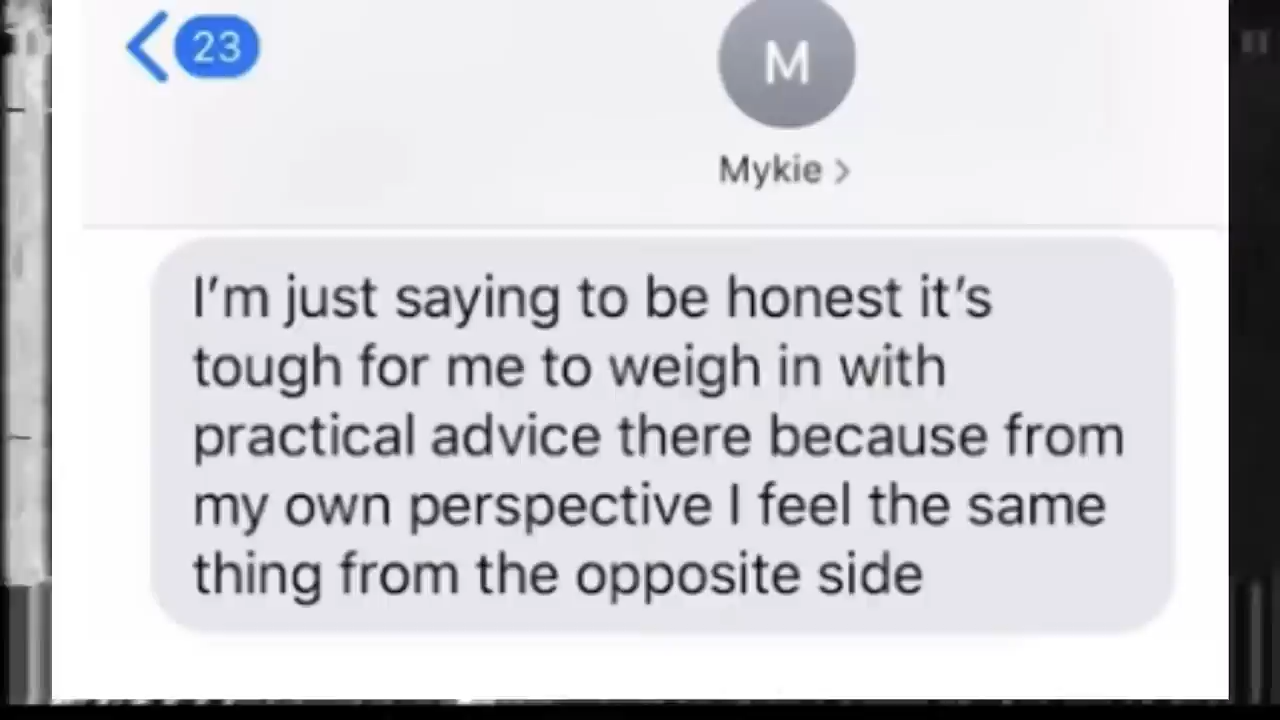 23
M
Mykie >
I'm just saying to be honest it's
tough for me to weigh in with
practical advice there because from
my own perspective I feel the same
thing from the opposite side